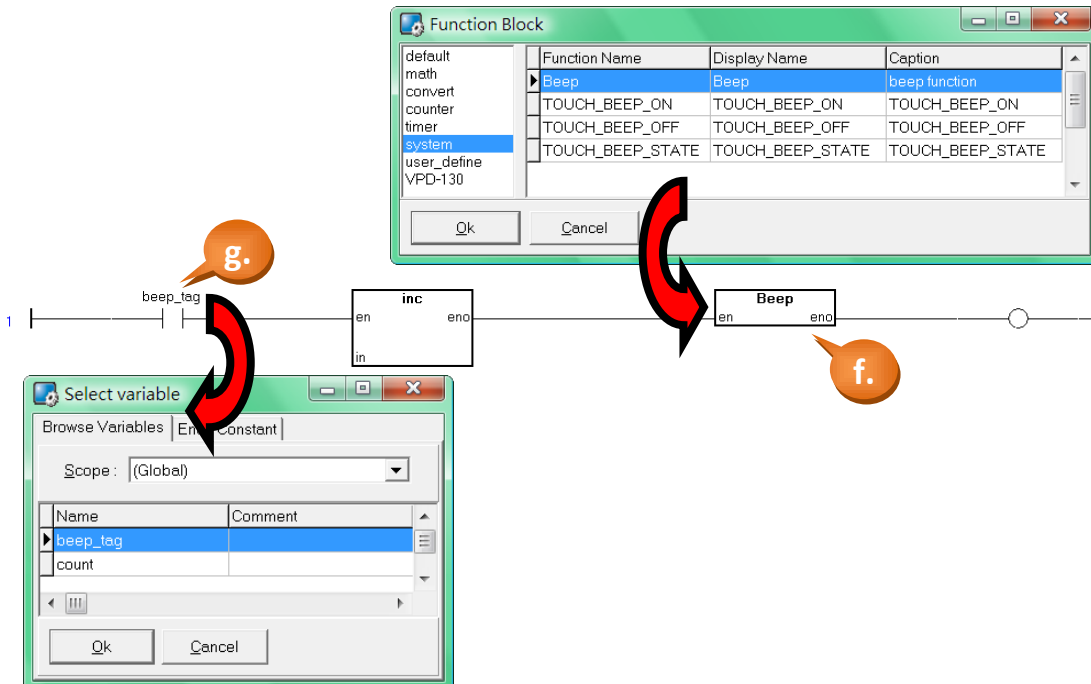 Function Block
default
math
convert
counter
timer
system
user_define
VPD-130
Function Name Display Name Caption
Beep Beep beep function
TOUCH_BEEP_ON TOUCH_BEEP_ON TOUCH_BEEP_ON
TOUCH_BEEP_OFF TOUCH_BEEP_OFF TOUCH_BEEP_OFF
TOUCH_BEEP_STATE TOUCH_BEEP_STATE TOUCH_BEEP_STATE
Ok Cancel
g.
beep_tag
1
inc
en eno
in
Beep
en eno
f.
Select variable
Browse Variables Constant
Scope : (Global)
Name Comment
beep_tag
count
Ok Cancel